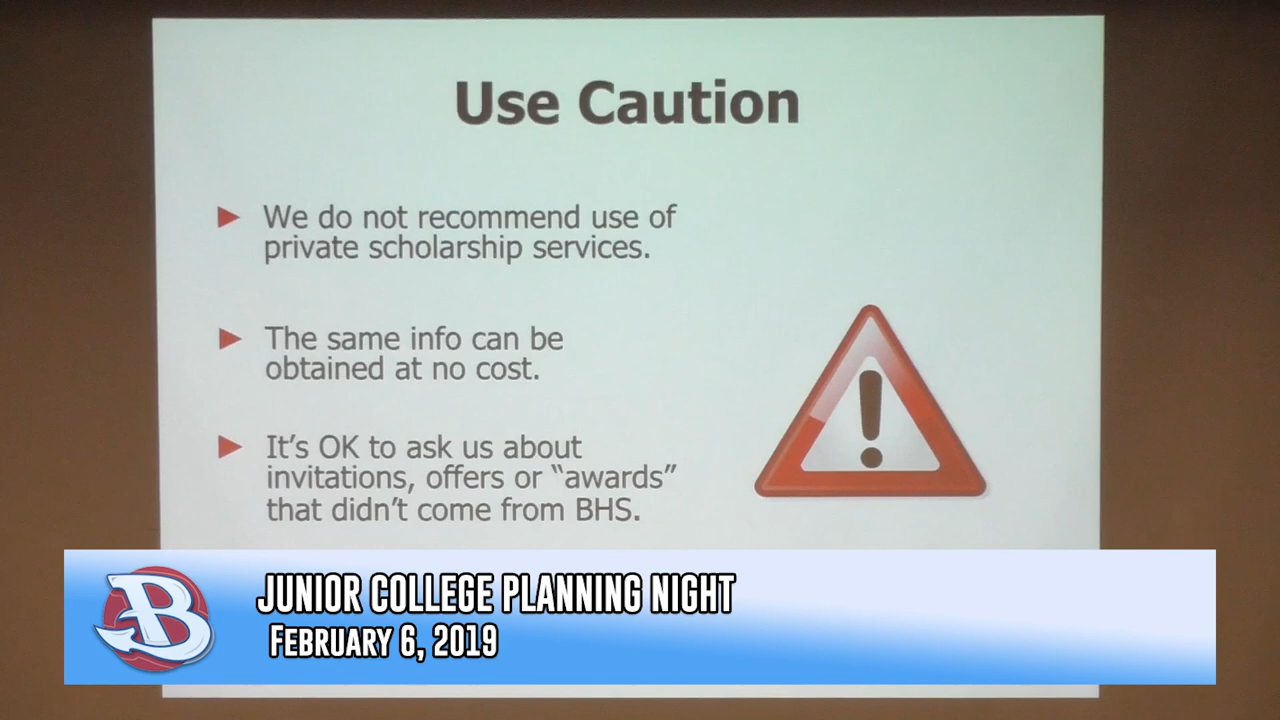 Use Caution
We do not recommend use of
private scholarship services.
The same info can be
obtained at no cost.
It's OK to ask us about
invitations, offers or “awards”
that didn't come from BHS.
B
JUNIOR COLLEGE PLANNING NIGHT
FEBRUARY 6, 2019